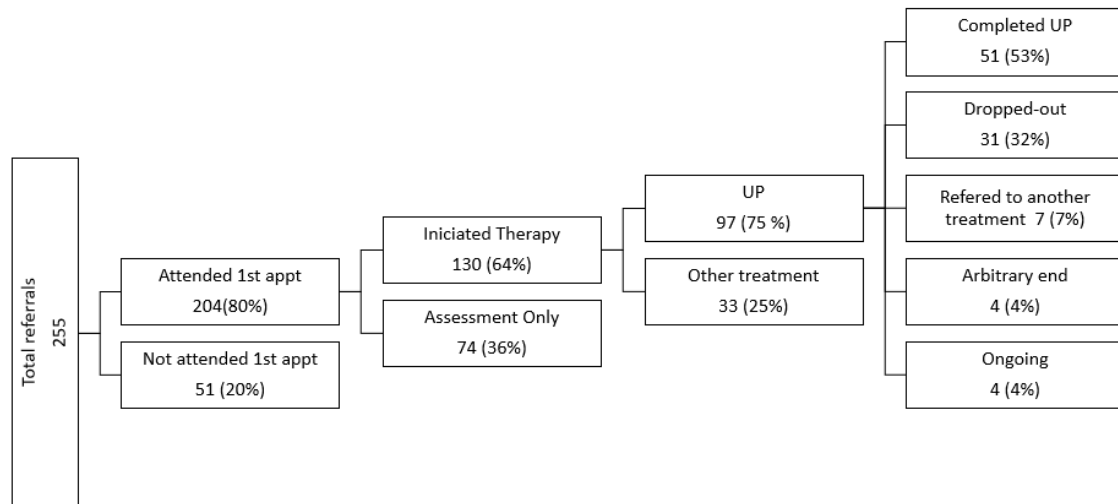 Total referrals
255
Attended 1st appt
204(80%)
Not attended 1st appt
51 (20%)
Iniciated Therapy
130 (64%)
Assessment Only
74 (36%)
UP
97 (75 %)
Other treatment
33 (25%)
Completed UP
51 (53%)
Dropped-out
31 (32%)
Refered to another
treatment 7 (7%)
Arbitrary end
4 (4%)
Ongoing
4 (4%)